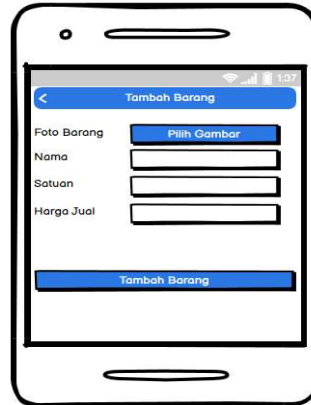 1:37
Tambah Barang
Foto Barang Pilih Gambar
Nama
Satuan
Harga Jual
Tambah Barang